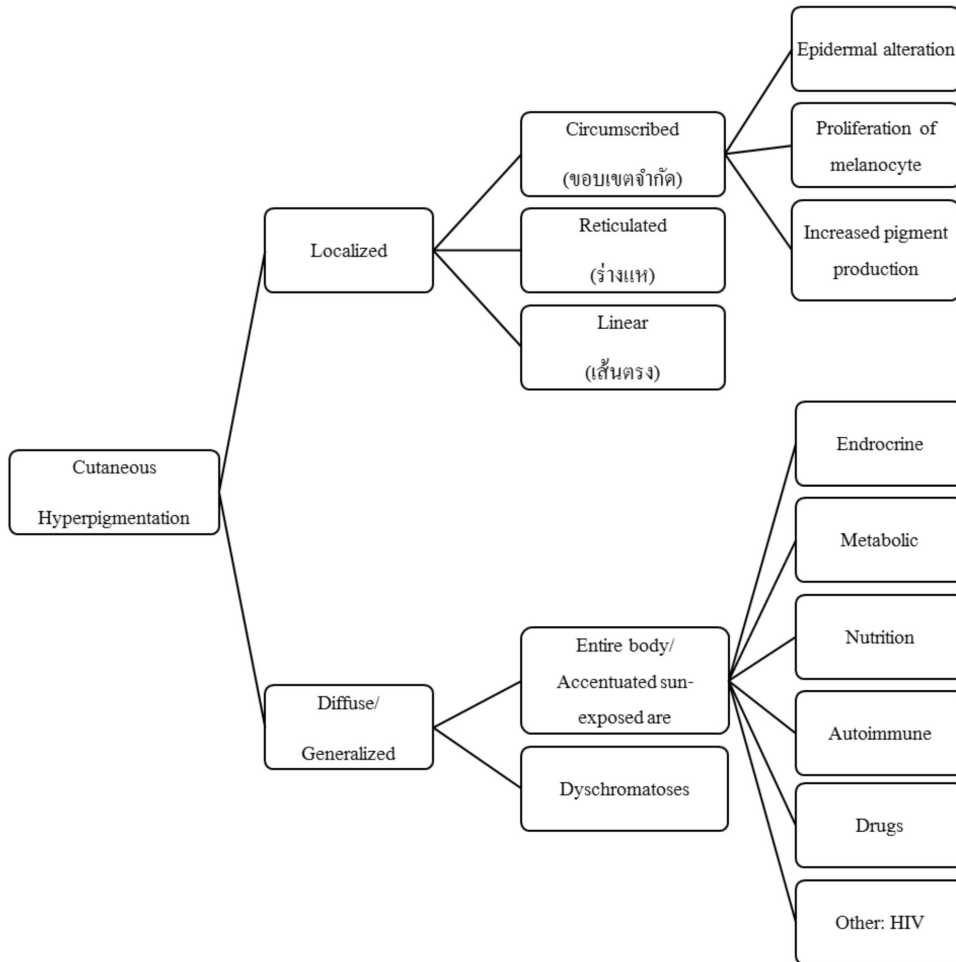 Cutaneous
Hyperpigmentation
Localized
Circumscribed
(ขอบเขตจำกัด)
Epidermal alteration
Proliferation of
melanocyte
Increased pigment
production
Reticulated
(ร่างแห)
Linear
(เส้นตรง)
Diffuse/
Generalized
Entire body/
Accentuated sun-
exposed are
Endrocrine
Metabolic
Nutrition
Autoimmune
Drugs
Other: HIV
Dyschromatoses